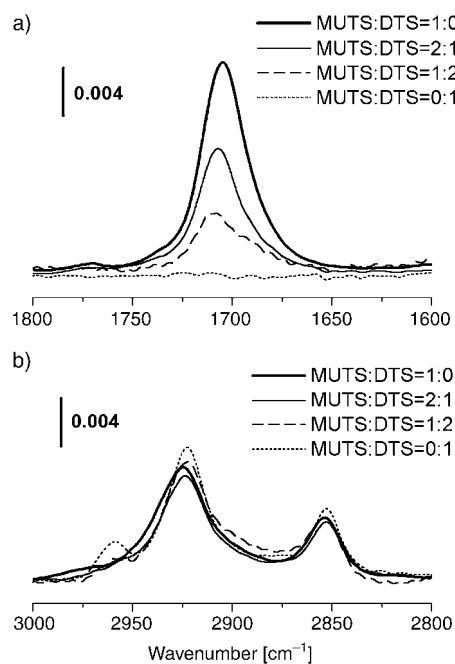 a)
MUTS:DTS=1:0
MUTS:DTS=2:1
MUTS:DTS=1:2
MUTS:DTS=0:1
0.004
1800 1750 1700 1650 1600
b)
MUTS:DTS=1:0
MUTS:DTS=2:1
MUTS:DTS=1:2
MUTS:DTS=0:1
0.004
3000 2950 2900 2850 2800
Wavenumber [cm⁻¹]